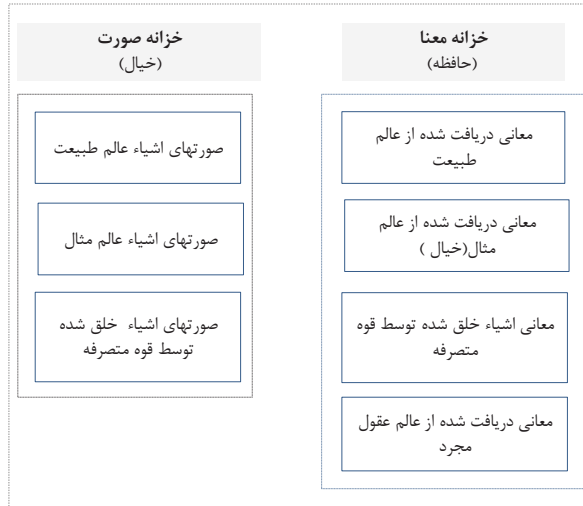 خزانه معنا
(حافظه)
معانی دریافت شده از عالم
طبیعت
معانی دریافت شده از عالم
مثال(خیال )
معانی اشیاء خلق شده توسط قوه
متصرفه
معانی دریافت شده از عالم عقول
مجرد
خزانه صورت
(خیال)
صورتهای اشیاء عالم طبیعت
صورتهای اشیاء عالم مثال
صورتهای اشیاء خلق شده
توسط قوه متصرفه